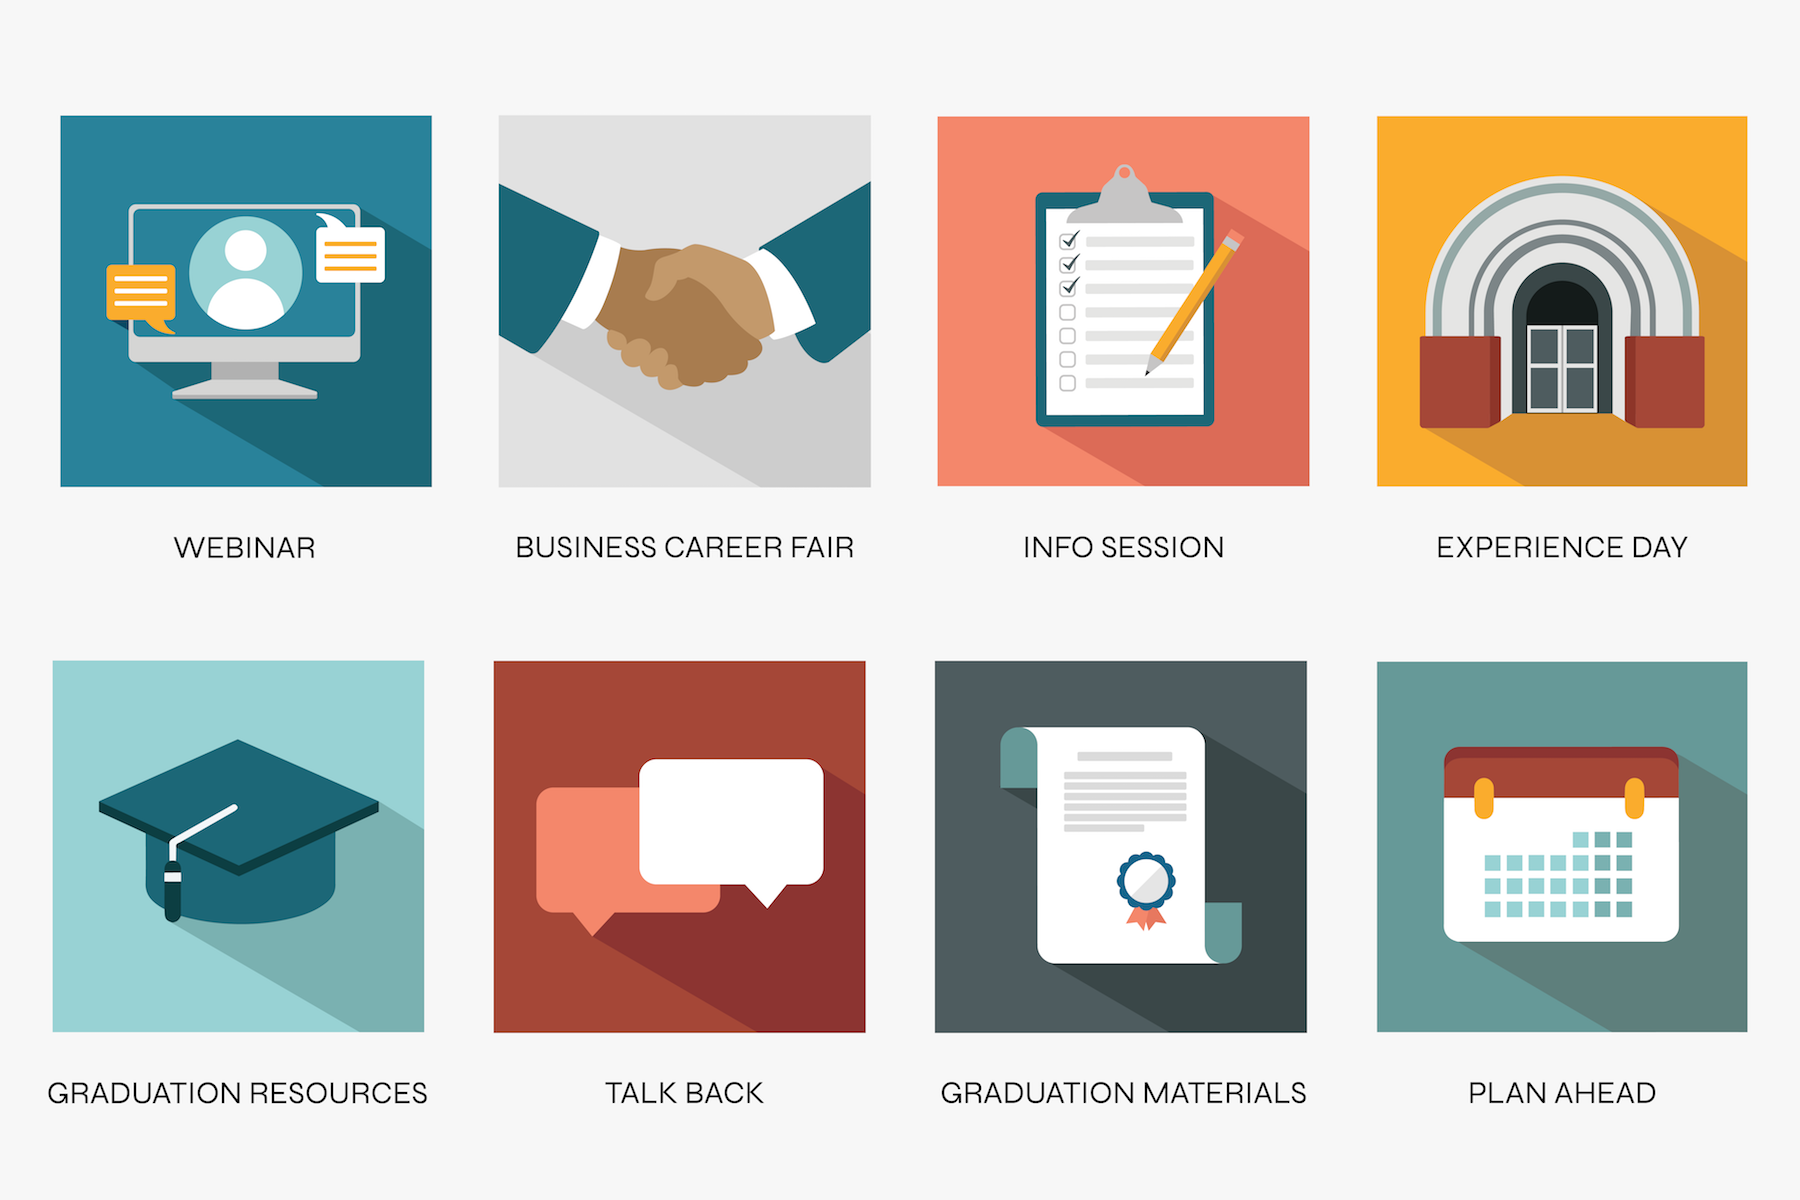 WEBINAR
BUSINESS CAREER FAIR
INFO SESSION
EXPERIENCE DAY
GRADUATION RESOURCES
TALK BACK
GRADUATION MATERIALS
PLAN AHEAD